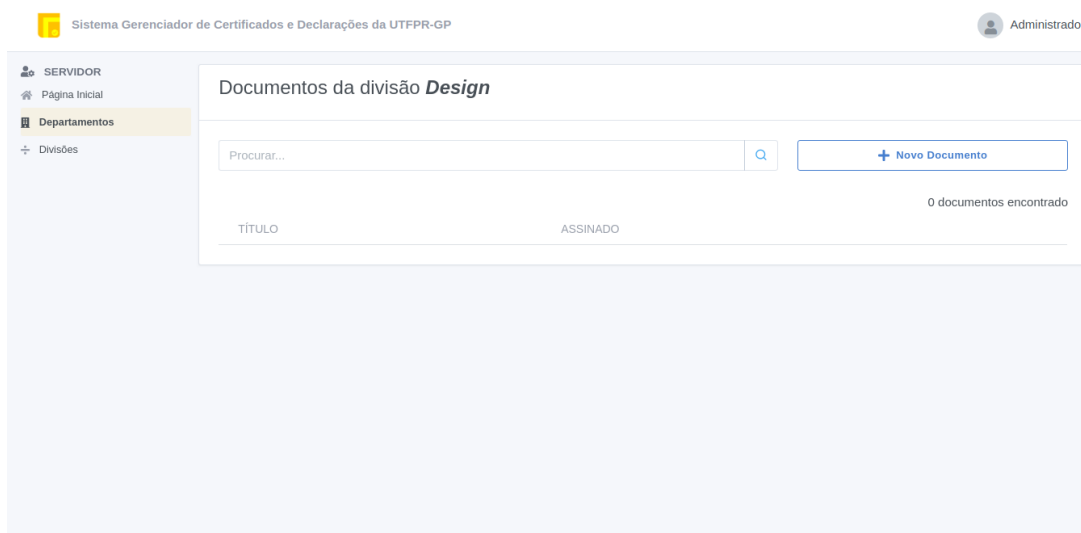 Sistema Gerenciador de Certificados e Declarações da UTFPR-GP
Administrado
SERVIDOR
Página Inicial
Departamentos
Divisões
Documentos da divisão Design
Procurar...
Novo Documento
0 documentos encontrado
TÍTULO ASSINADO